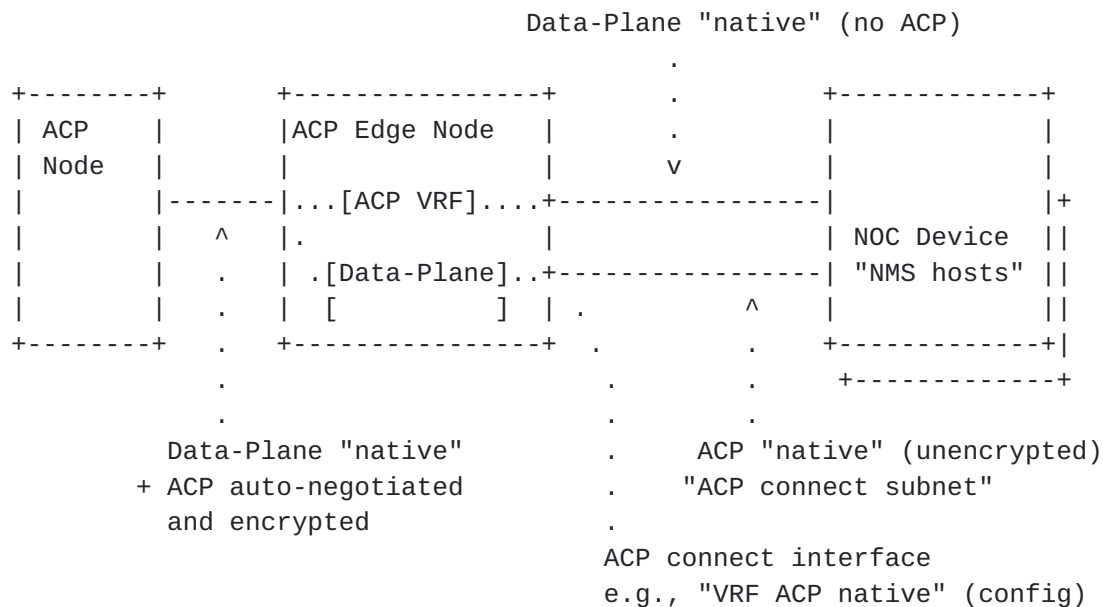 Data-Plane "native" (no ACP)
.
+--------+       +----------------+        .          +-------------+
| ACP    |       |ACP Edge Node   |        .          |             |
| Node   |       |                |        v          |             |
|        |-------|...[ACP VRF]....+-----------------|             |+
|        |   ^   |.               |                 | NOC Device  ||
|        |   .   | .[Data-Plane]..+-----------------| "NMS hosts" ||
|        |   .   |  [          ]  | .          ^    |             ||
+--------+   .   +----------------+  .         .    +-------------+|
.                        .        .     +-------------+
.                        .        .
Data-Plane "native"         .     ACP "native" (unencrypted)
+ ACP auto-negotiated         .    "ACP connect subnet"
and encrypted               .
ACP connect interface
e.g., "VRF ACP native" (config)